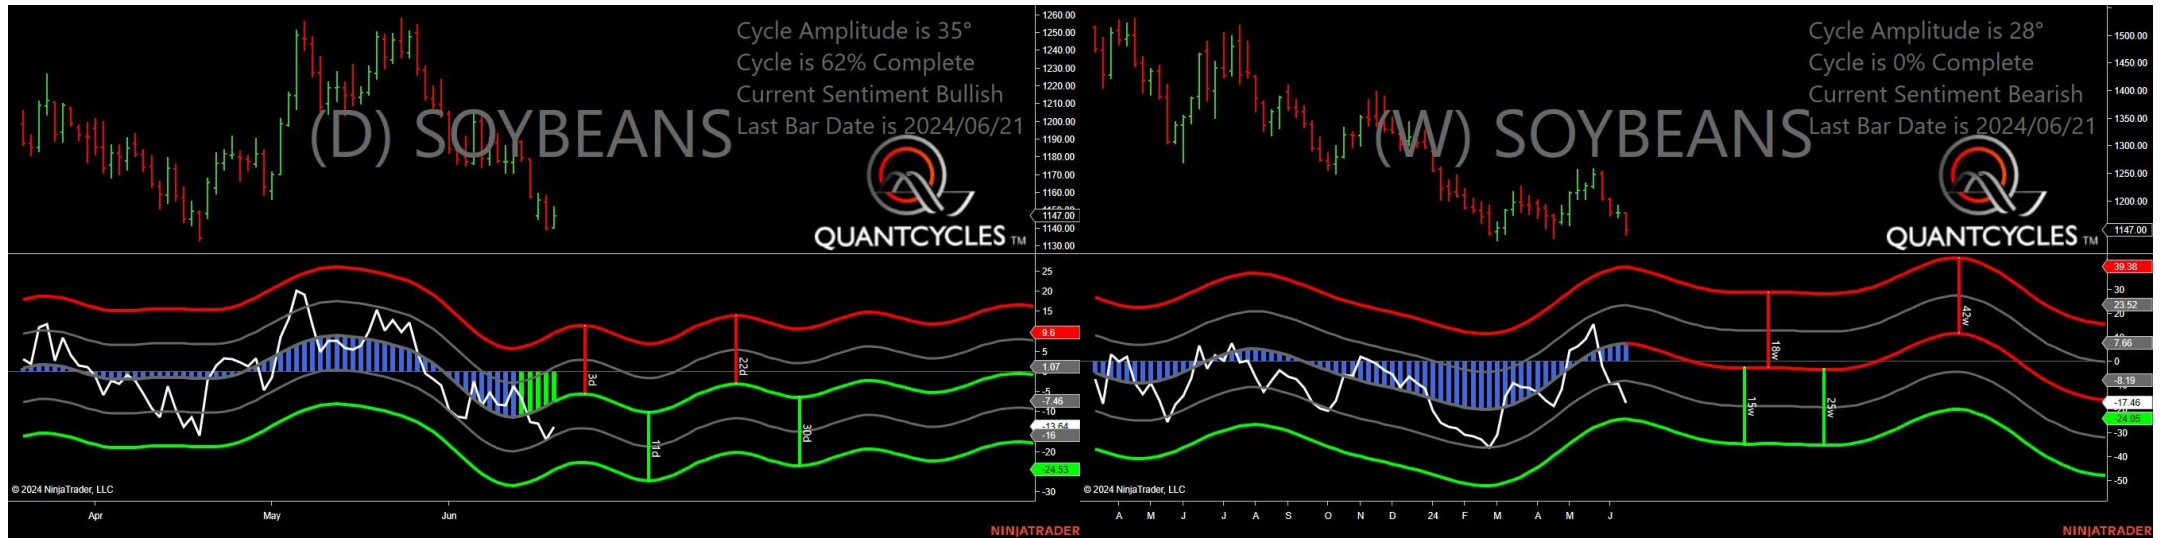 Cycle Amplitude is 35°
Cycle is 62% Complete
Current Sentiment Bullish
Last Bar Date is 2024/06/21
(D) SOYBEANS
QUANTCYCLES TM
1260.00
1250.00
1240.00
1230.00
1220.00
1210.00
1200.00
1190.00
1180.00
1170.00
1160.00
1147.00
1140.00
1130.00
25
20
15
9.6
5
1.07
-5
-7.46
-10
-13.64
-16
-20
-24.53
-30
3d
11d
22d
30d
© 2024 NinjaTrader, LLC
Apr May Jun
NINJATRADER
Cycle Amplitude is 28°
Cycle is 0% Complete
Current Sentiment Bearish
Last Bar Date is 2024/06/21
(W) SOYBEANS
QUANTCYCLES TM
1500.00
1450.00
1400.00
1350.00
1300.00
1250.00
1200.00
1147.00
39.38
30
23.52
20
7.66
0
-8.19
-17.46
-24.05
-30
-40
-50
15w
18w
25w
42w
© 2024 NinjaTrader, LLC
A M J J A S O N D 24 F M A M J
NINJATRADER